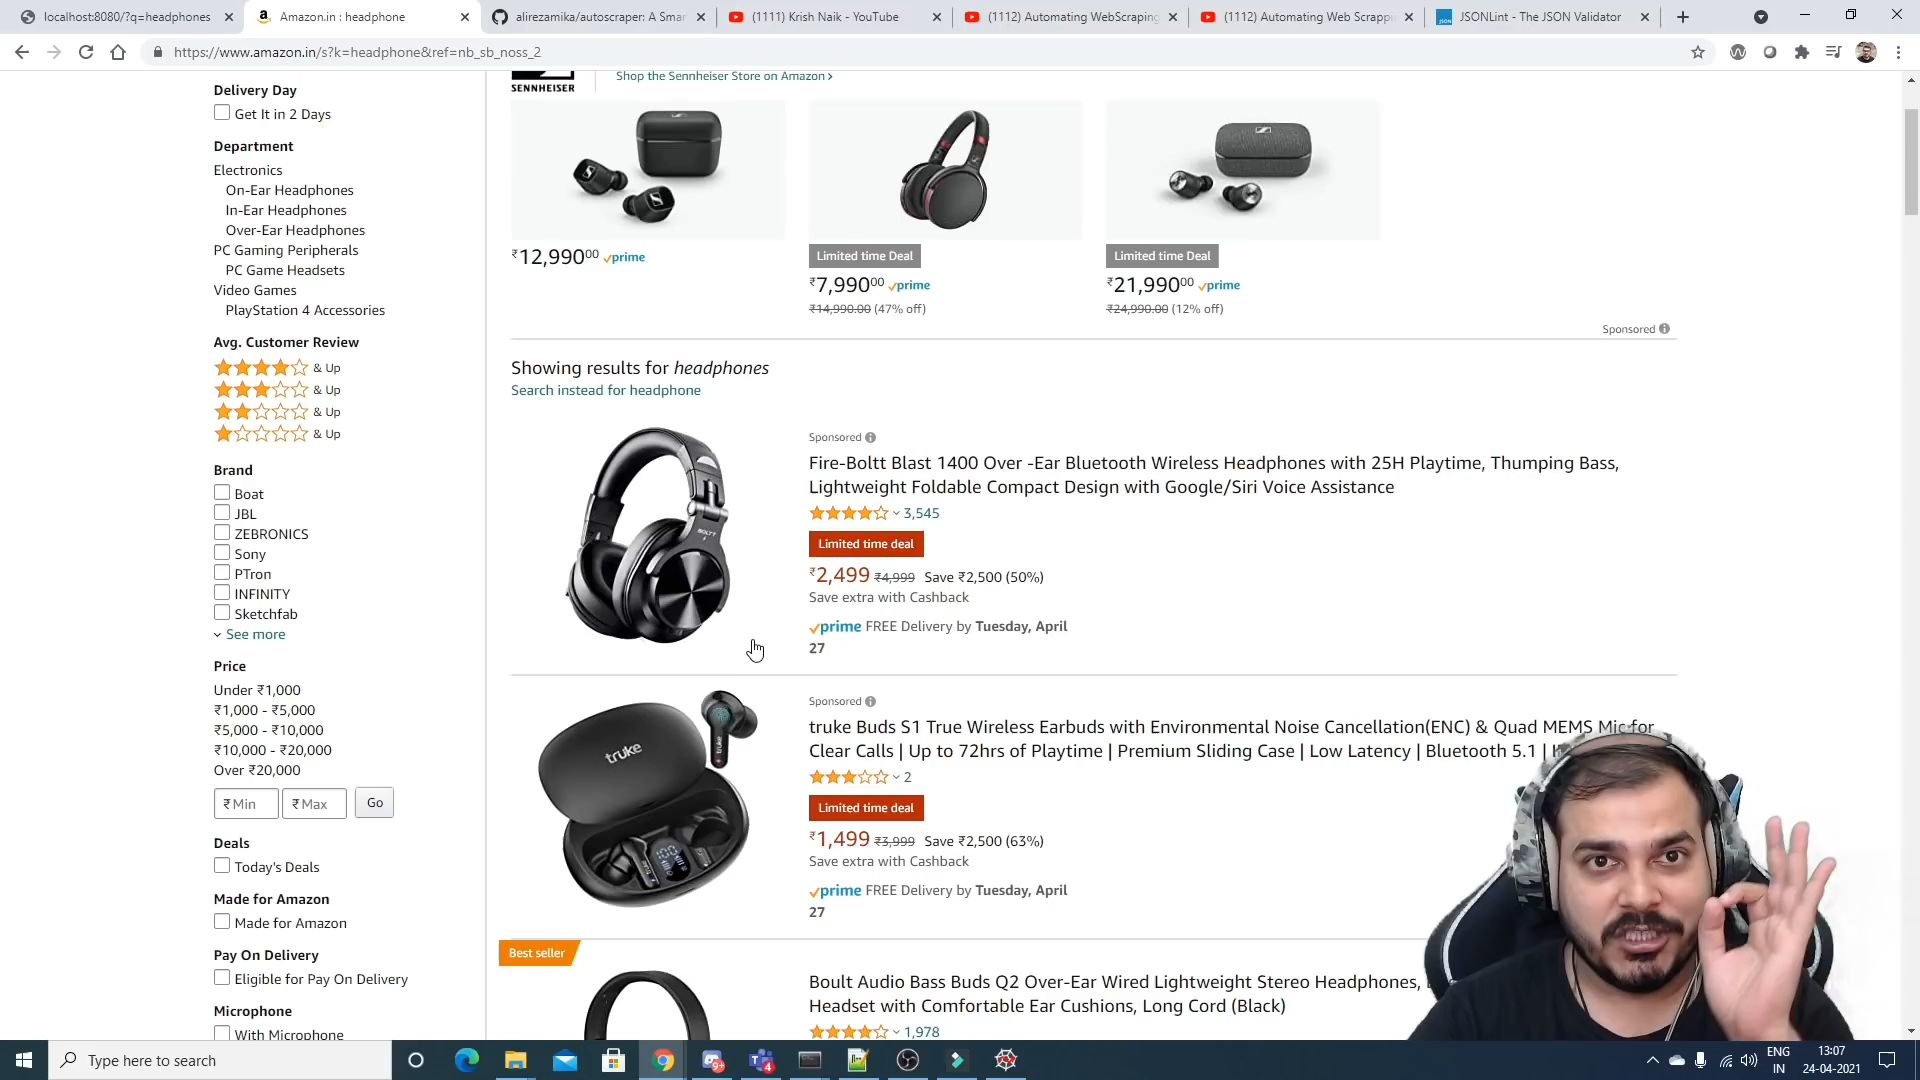 localhost:8080/?q=headphones
Amazon.in : headphone
alirezamika/autoscraper: A Smar
(1111) Krish Naik - YouTube
(1112) Automating WebScraping
(1112) Automating Web Scrappi
JSONLint - The JSON Validator
https://www.amazon.in/s?k=headphone&ref=nb_sb_noss_2
Delivery Day
Get It in 2 Days
Department
Electronics
On-Ear Headphones
In-Ear Headphones
Over-Ear Headphones
PC Gaming Peripherals
PC Game Headsets
Video Games
PlayStation 4 Accessories
Avg. Customer Review
& Up
& Up
& Up
& Up
Brand
Boat
JBL
ZEBRONICS
Sony
PTron
INFINITY
Sketchfab
See more
Price
Under ₹1,000
₹1,000 - ₹5,000
₹5,000 - ₹10,000
₹10,000 - ₹20,000
Over ₹20,000
₹ Min ₹ Max Go
Deals
Today's Deals
Made for Amazon
Made for Amazon
Pay On Delivery
Eligible for Pay On Delivery
Microphone
With Microphone
SENNHEISER
Shop the Sennheiser Store on Amazon ›
₹12,990⁰⁰ prime
Limited time Deal
₹7,990⁰⁰ prime
₹14,990.00 (47% off)
Limited time Deal
₹21,990⁰⁰ prime
₹24,990.00 (12% off)
Sponsored
Showing results for headphones
Search instead for headphone
BOLTT
Sponsored
Fire-Boltt Blast 1400 Over -Ear Bluetooth Wireless Headphones with 25H Playtime, Thumping Bass,
Lightweight Foldable Compact Design with Google/Siri Voice Assistance
3,545
Limited time deal
₹2,499 ₹4,999 Save ₹2,500 (50%)
Save extra with Cashback
prime FREE Delivery by Tuesday, April
27
truke
truke
Sponsored
truke Buds S1 True Wireless Earbuds with Environmental Noise Cancellation(ENC) & Quad MEMS Mic for
Clear Calls | Up to 72hrs of Playtime | Premium Sliding Case | Low Latency | Bluetooth 5.1 |
2
Limited time deal
₹1,499 ₹3,999 Save ₹2,500 (63%)
Save extra with Cashback
prime FREE Delivery by Tuesday, April
27
Best seller
Boult Audio Bass Buds Q2 Over-Ear Wired Lightweight Stereo Headphones,
Headset with Comfortable Ear Cushions, Long Cord (Black)
1,978
Type here to search
9+
4
ENG
IN
13:07
24-04-2021